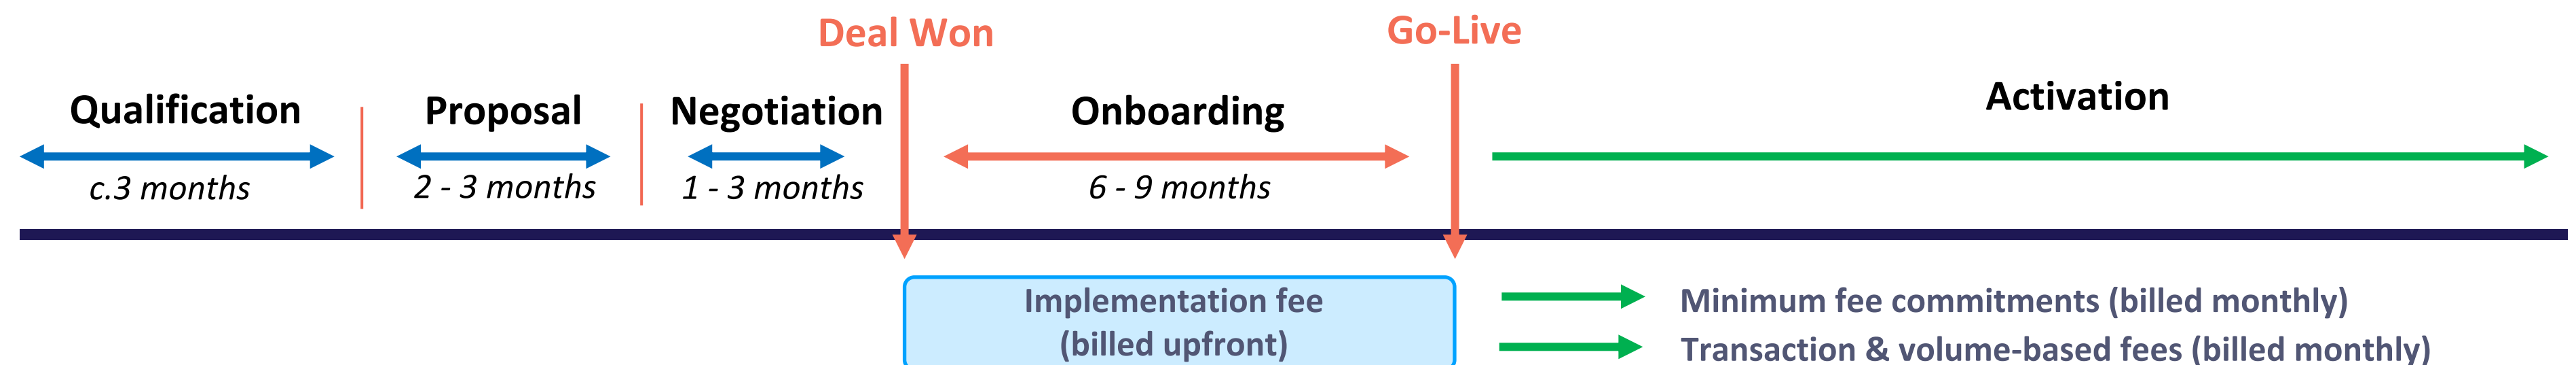 Deal Won
Go-Live
Qualification
Proposal
Negotiation
Onboarding
Activation
c.3 months
2 - 3 months
1 - 3 months
6 - 9 months
Implementation fee
(billed upfront)
Minimum fee commitments (billed monthly)
Transaction & volume-based fees (billed monthly)